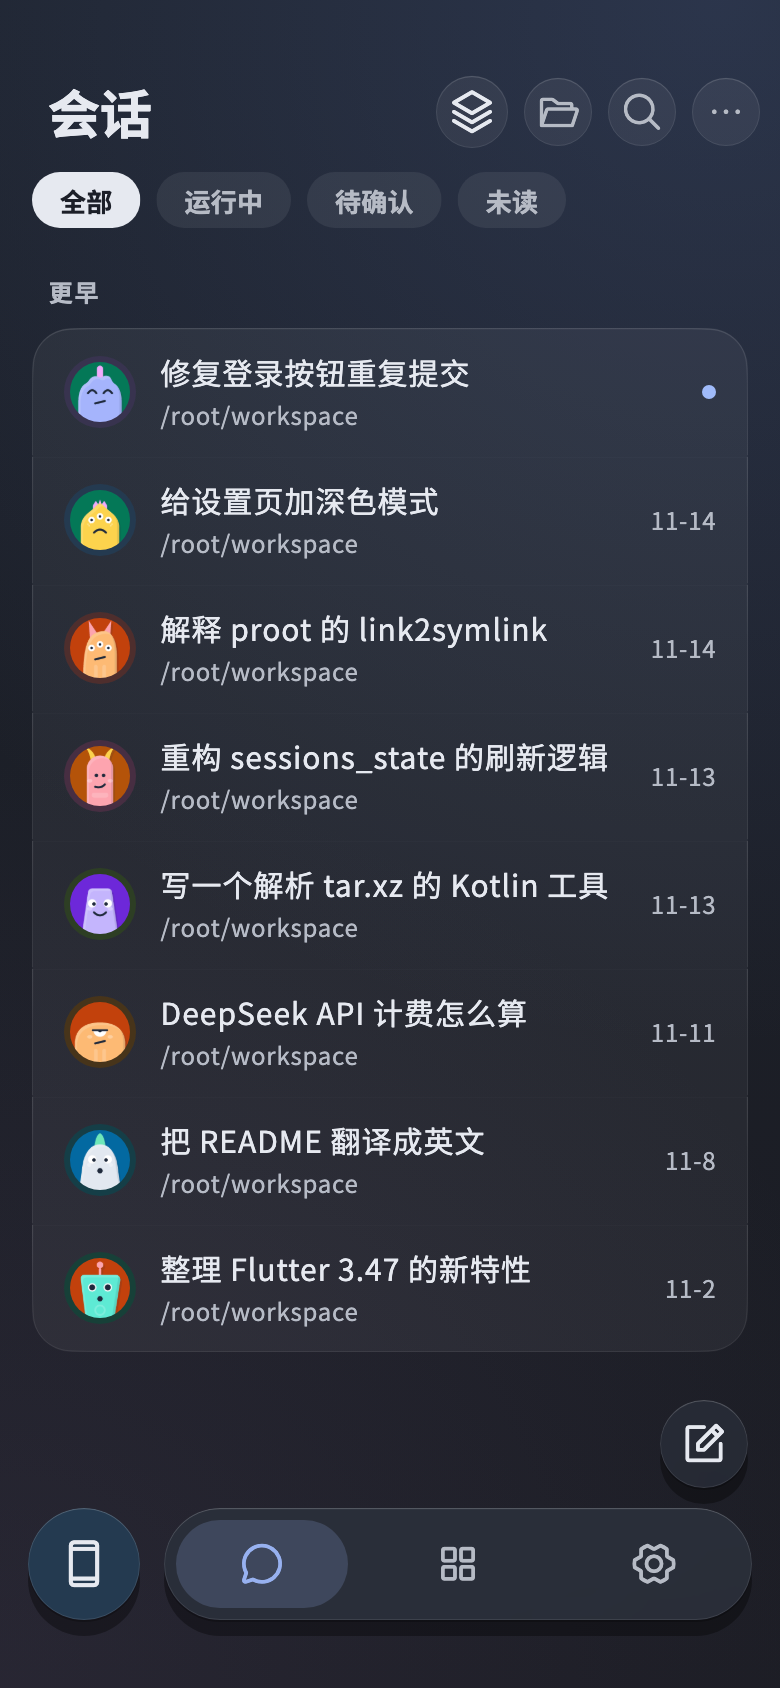 会话
全部
运行中
待确认
未读
更早
修复登录按钮重复提交
/root/workspace
给设置页加深色模式
/root/workspace
11-14
解释 proot 的 link2symlink
/root/workspace
11-14
重构 sessions_state 的刷新逻辑
/root/workspace
11-13
写一个解析 tar.xz 的 Kotlin 工具
/root/workspace
11-13
DeepSeek API 计费怎么算
/root/workspace
11-11
把 README 翻译成英文
/root/workspace
11-8
整理 Flutter 3.47 的新特性
/root/workspace
11-2